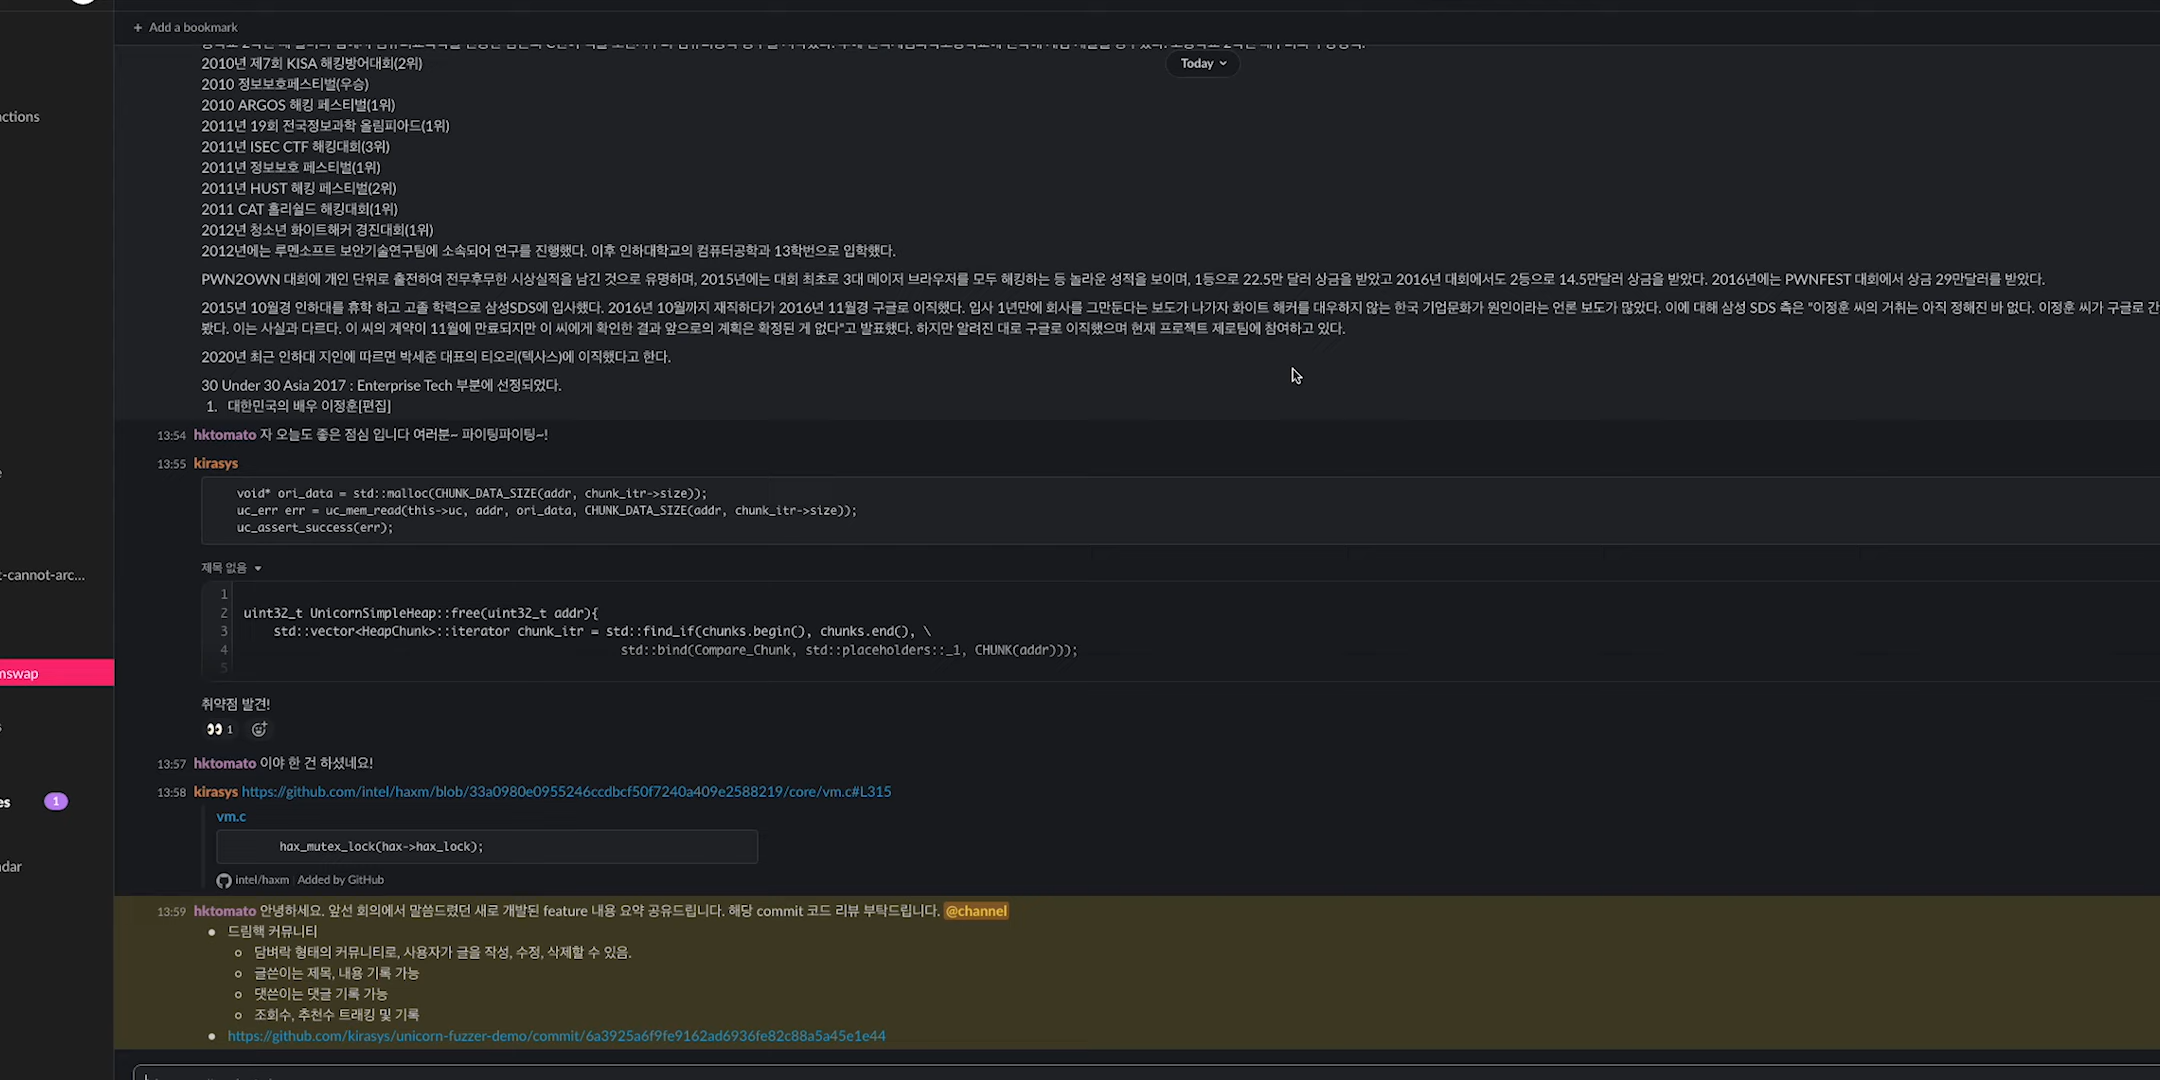 + Add a bookmark
Today
2010년 제7회 KISA 해킹방어대회(2위)
2010 정보보호페스티벌(우승)
2010 ARGOS 해킹 페스티벌(1위)
ctions
2011년 19회 전국정보과학 올림피아드(1위)
2011년 ISEC CTF 해킹대회(3위)
2011년 정보보호 페스티벌(1위)
2011년 HUST 해킹 페스티벌(2위)
2011 CAT 홀리쉴드 해킹대회(1위)
2012년 청소년 화이트해커 경진대회(1위)
2012년에는 루멘소프트 보안기술연구팀에 소속되어 연구를 진행했다. 이후 인하대학교의 컴퓨터공학과 13학번으로 입학했다.
PWN2OWN 대회에 개인 단위로 출전하여 전무후무한 시상실적을 남긴 것으로 유명하며, 2015년에는 대회 최초로 3대 메이저 브라우저를 모두 해킹하는 등 놀라운 성적을 보이며, 1등으로 22.5만 달러 상금을 받았고 2016년 대회에서도 2등으로 14.5만달러 상금을 받았다. 2016년에는 PWNFEST 대회에서 상금 29만달러를 받았다.
2015년 10월경 인하대를 휴학 하고 고졸 학력으로 삼성SDS에 입사했다. 2016년 10월까지 재직하다가 2016년 11월경 구글로 이직했다. 입사 1년만에 회사를 그만둔다는 보도가 나가자 화이트 해커를 대우하지 않는 한국 기업문화가 원인이라는 언론 보도가 많았다. 이에 대해 삼성 SDS 측은 "이정훈 씨의 거취는 아직 정해진 바 없다. 이정훈 씨가 구글로 간
봤다. 이는 사실과 다르다. 이 씨의 계약이 11월에 만료되지만 이 씨에게 확인한 결과 앞으로의 계획은 확정된 게 없다"고 발표했다. 하지만 알려진 대로 구글로 이직했으며 현재 프로젝트 제로팀에 참여하고 있다.
2020년 최근 인하대 지인에 따르면 박세준 대표의 티오리(텍사스)에 이직했다고 한다.
30 Under 30 Asia 2017 : Enterprise Tech 부분에 선정되었다.
1. 대한민국의 배우 이정훈[편집]
13:54 hktomato 자 오늘도 좋은 점심 입니다 여러분~ 파이팅파이팅~!
13:55 kirasys
void* ori_data = std::malloc(CHUNK_DATA_SIZE(addr, chunk_itr->size));
uc_err err = uc_mem_read(this->uc, addr, ori_data, CHUNK_DATA_SIZE(addr, chunk_itr->size));
uc_assert_success(err);
제목 없음
-cannot-arc...
1
2 uint32_t UnicornSimpleHeap::free(uint32_t addr){
3 std::vector<HeapChunk>::iterator chunk_itr = std::find_if(chunks.begin(), chunks.end(), \
4 std::bind(Compare_Chunk, std::placeholders::_1, CHUNK(addr)));
5
nswap
취약점 발견!
👀 1
13:57 hktomato 이야 한 건 하셨네요!
13:58 kirasys https://github.com/intel/haxm/blob/33a0980e0955246ccdbcf50f7240a409e2588219/core/vm.c#L315
es 1
vm.c
hax_mutex_lock(hax->hax_lock);
dar
intel/haxm Added by GitHub
13:59 hktomato 안녕하세요. 앞선 회의에서 말씀드렸던 새로 개발된 feature 내용 요약 공유드립니다. 해당 commit 코드 리뷰 부탁드립니다. @channel
• 드림핵 커뮤니티
○ 담벼락 형태의 커뮤니티로, 사용자가 글을 작성, 수정, 삭제할 수 있음.
○ 글쓴이는 제목, 내용 기록 가능
○ 댓쓴이는 댓글 기록 가능
○ 조회수, 추천수 트래킹 및 기록
• https://github.com/kirasys/unicorn-fuzzer-demo/commit/6a3925a6f9fe9162ad6936fe82c88a5a45e1e44